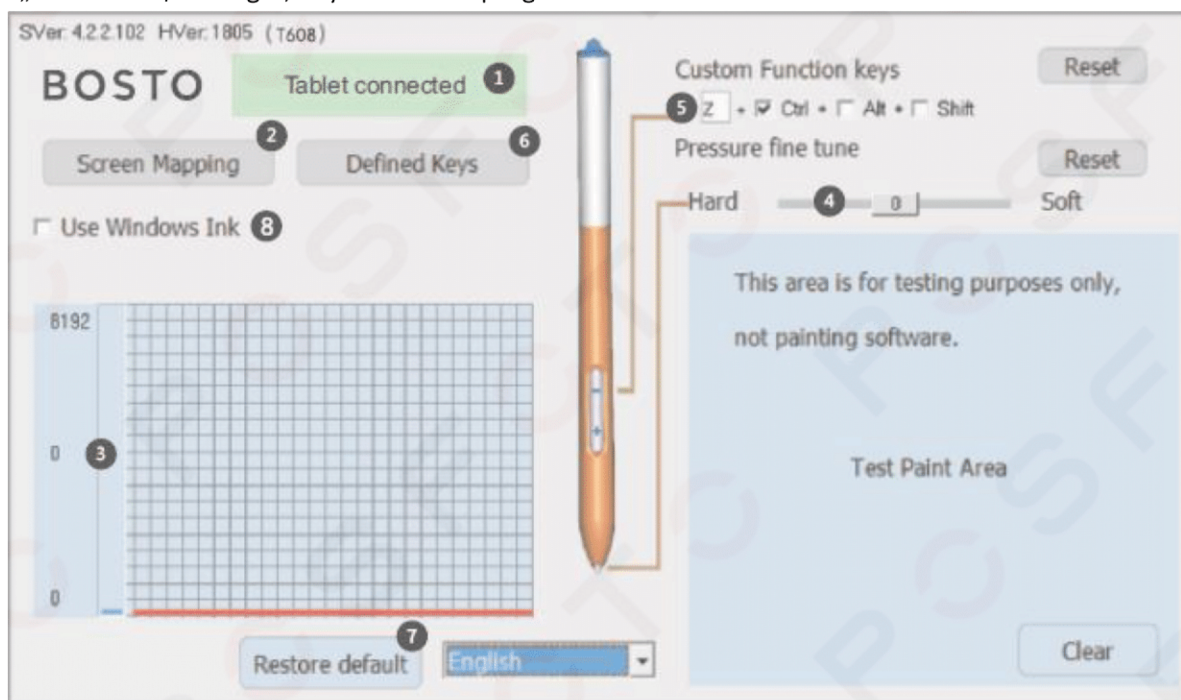 SVer: 4.2.2.102 HVer: 1805 (T608)
BOSTO
Tablet connected 1
2
Screen Mapping
6
Defined Keys
Use Windows Ink 8
8192
0
3
0
7
Restore default
English
Custom Function keys
Reset
5 Z + Ctrl + Alt + Shift
Pressure fine tune
Reset
Hard 4 0 Soft
This area is for testing purposes only,
not painting software.
Test Paint Area
Clear